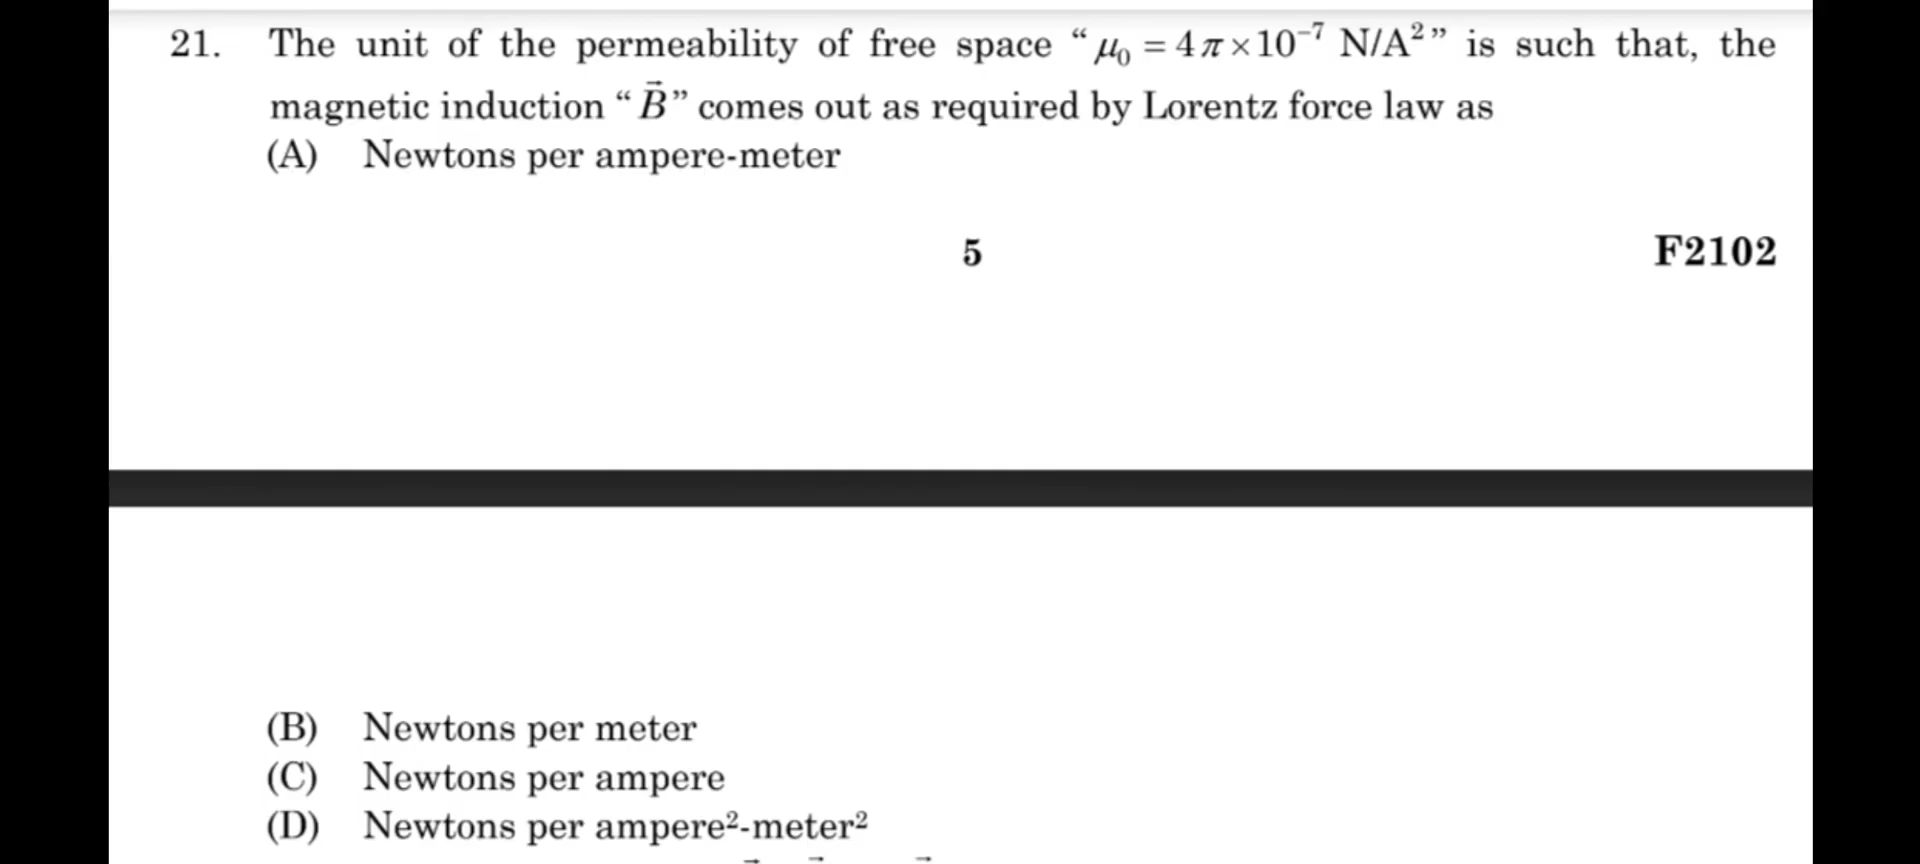 21. The unit of the permeability of free space “ μ₀ = 4π×10⁻⁷ N/A² ” is such that, the
magnetic induction “ B⃗ ” comes out as required by Lorentz force law as
(A) Newtons per ampere-meter
5 F2102
(B) Newtons per meter
(C) Newtons per ampere
(D) Newtons per ampere²-meter²